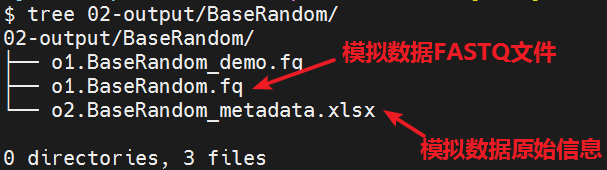 $ tree 02-output/BaseRandom/
02-output/BaseRandom/
├── o1.BaseRandom_demo.fq
├── o1.BaseRandom.fq
└── o2.BaseRandom_metadata.xlsx
0 directories, 3 files
模拟数据FASTQ文件
模拟数据原始信息